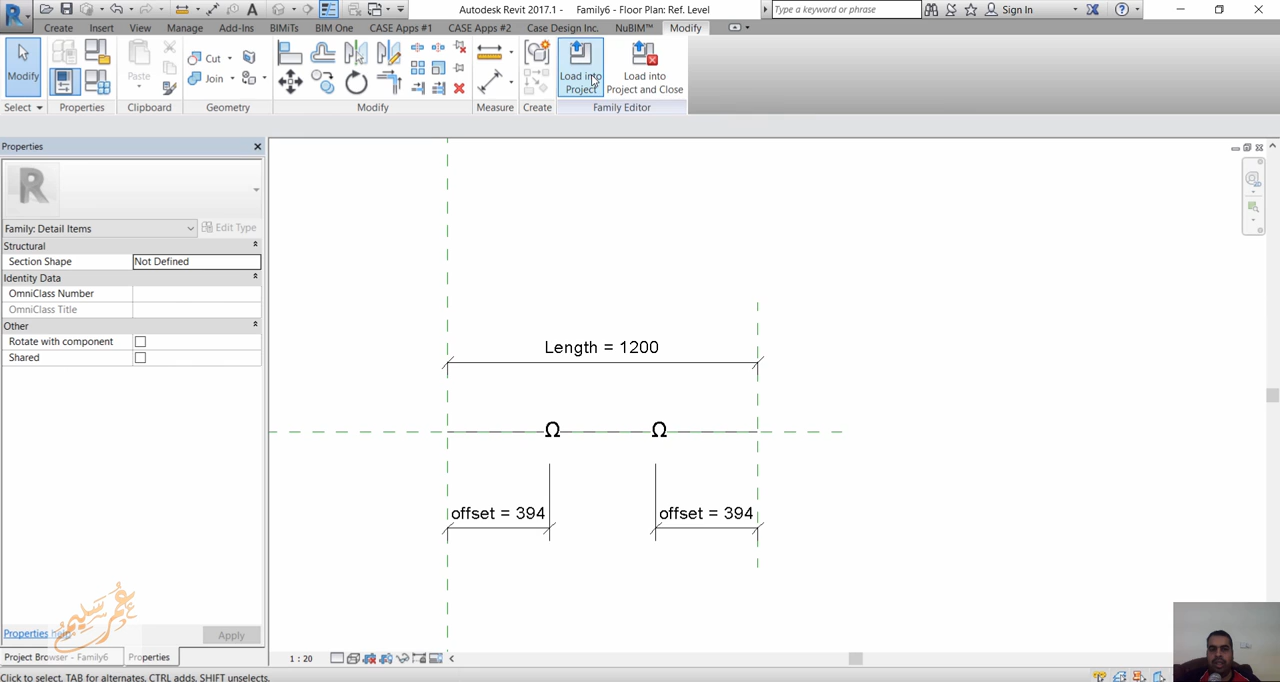 Autodesk Revit 2017.1 - Family6 - Floor Plan: Ref. Level
Type a keyword or phrase
Sign In
Create Insert View Manage Add-Ins BiMiTs BIM One CASE Apps #1 CASE Apps #2 Case Design Inc. NuBIM™ Modify
Modify
Paste
Cut
Join
Load into
Project
Load into
Project and Close
Select Properties Clipboard Geometry Modify Measure Create Family Editor
Properties
Family: Detail Items
Edit Type
Structural
Section Shape Not Defined
Identity Data
OmniClass Number
OmniClass Title
Other
Rotate with component
Shared
Length = 1200
Ω Ω
offset = 394 offset = 394
عمر سليم
Properties help
Apply
Project Browser - Family6 Properties
1 : 20
Click to select, TAB for alternates, CTRL adds, SHIFT unselects.